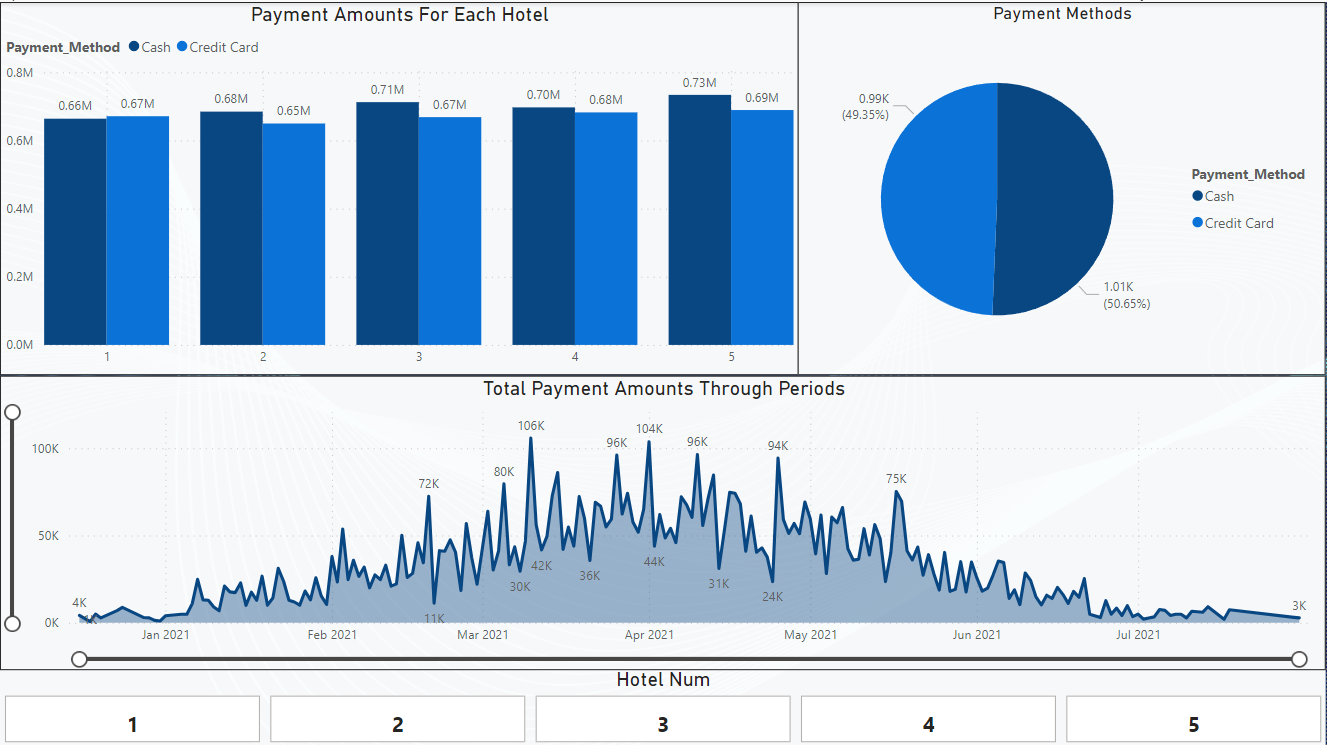 Payment Amounts For Each Hotel
Payment_Method Cash Credit Card
0.8M
0.6M
0.4M
0.2M
0.0M
0.66M 0.67M 0.68M 0.65M 0.71M 0.67M 0.70M 0.68M 0.73M 0.69M
1 2 3 4 5
Payment Methods
0.99K
(49.35%)
1.01K
(50.65%)
Payment_Method
Cash
Credit Card
Total Payment Amounts Through Periods
100K
50K
0K
4K 72K 11K 80K 30K 106K 42K 36K 96K 104K 44K 96K 31K 94K 24K 75K 3K
Jan 2021 Feb 2021 Mar 2021 Apr 2021 May 2021 Jun 2021 Jul 2021
Hotel Num
1 2 3 4 5